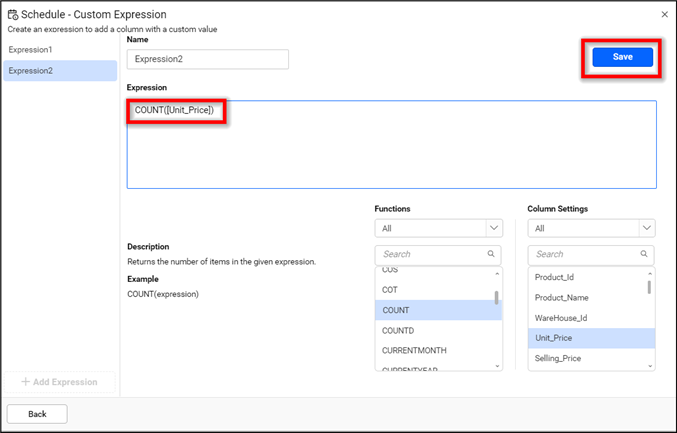 Schedule - Custom Expression
Create an expression to add a column with a custom value
Expression1
Expression2
Name
Expression2
Save
Expression
COUNT([Unit_Price])
Functions
Column Settings
All
All
Description
Search
Search
Returns the number of items in the given expression.
COS
Product_Id
Example
COT
Product_Name
COUNT(expression)
COUNT
WareHouse_Id
COUNTD
Unit_Price
CURRENTMONTH
Selling_Price
CURRENTYEAR
+ Add Expression
Back